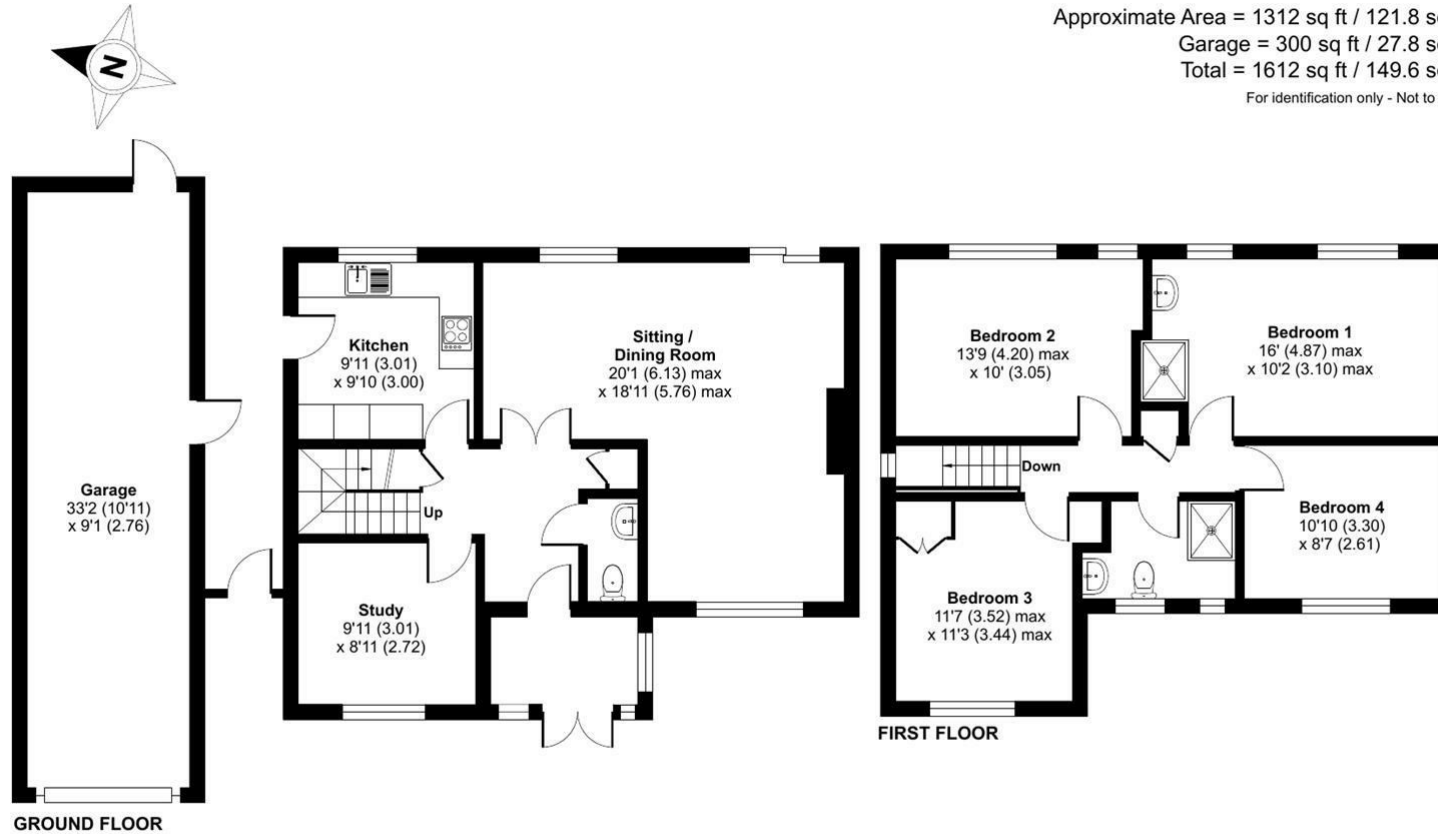 Approximate Area = 1312 sq ft / 121.8 s
Garage = 300 sq ft / 27.8 s
Total = 1612 sq ft / 149.6 s
For identification only - Not to
N
Kitchen
9'11 (3.01)
x 9'10 (3.00)
Sitting /
Dining Room
20'1 (6.13) max
x 18'11 (5.76) max
Bedroom 2
13'9 (4.20) max
x 10' (3.05)
Bedroom 1
16' (4.87) max
x 10'2 (3.10) max
Garage
33'2 (10'11)
x 9'1 (2.76)
Up
Down
Bedroom 4
10'10 (3.30)
x 8'7 (2.61)
Study
9'11 (3.01)
x 8'11 (2.72)
Bedroom 3
11'7 (3.52) max
x 11'3 (3.44) max
FIRST FLOOR
GROUND FLOOR